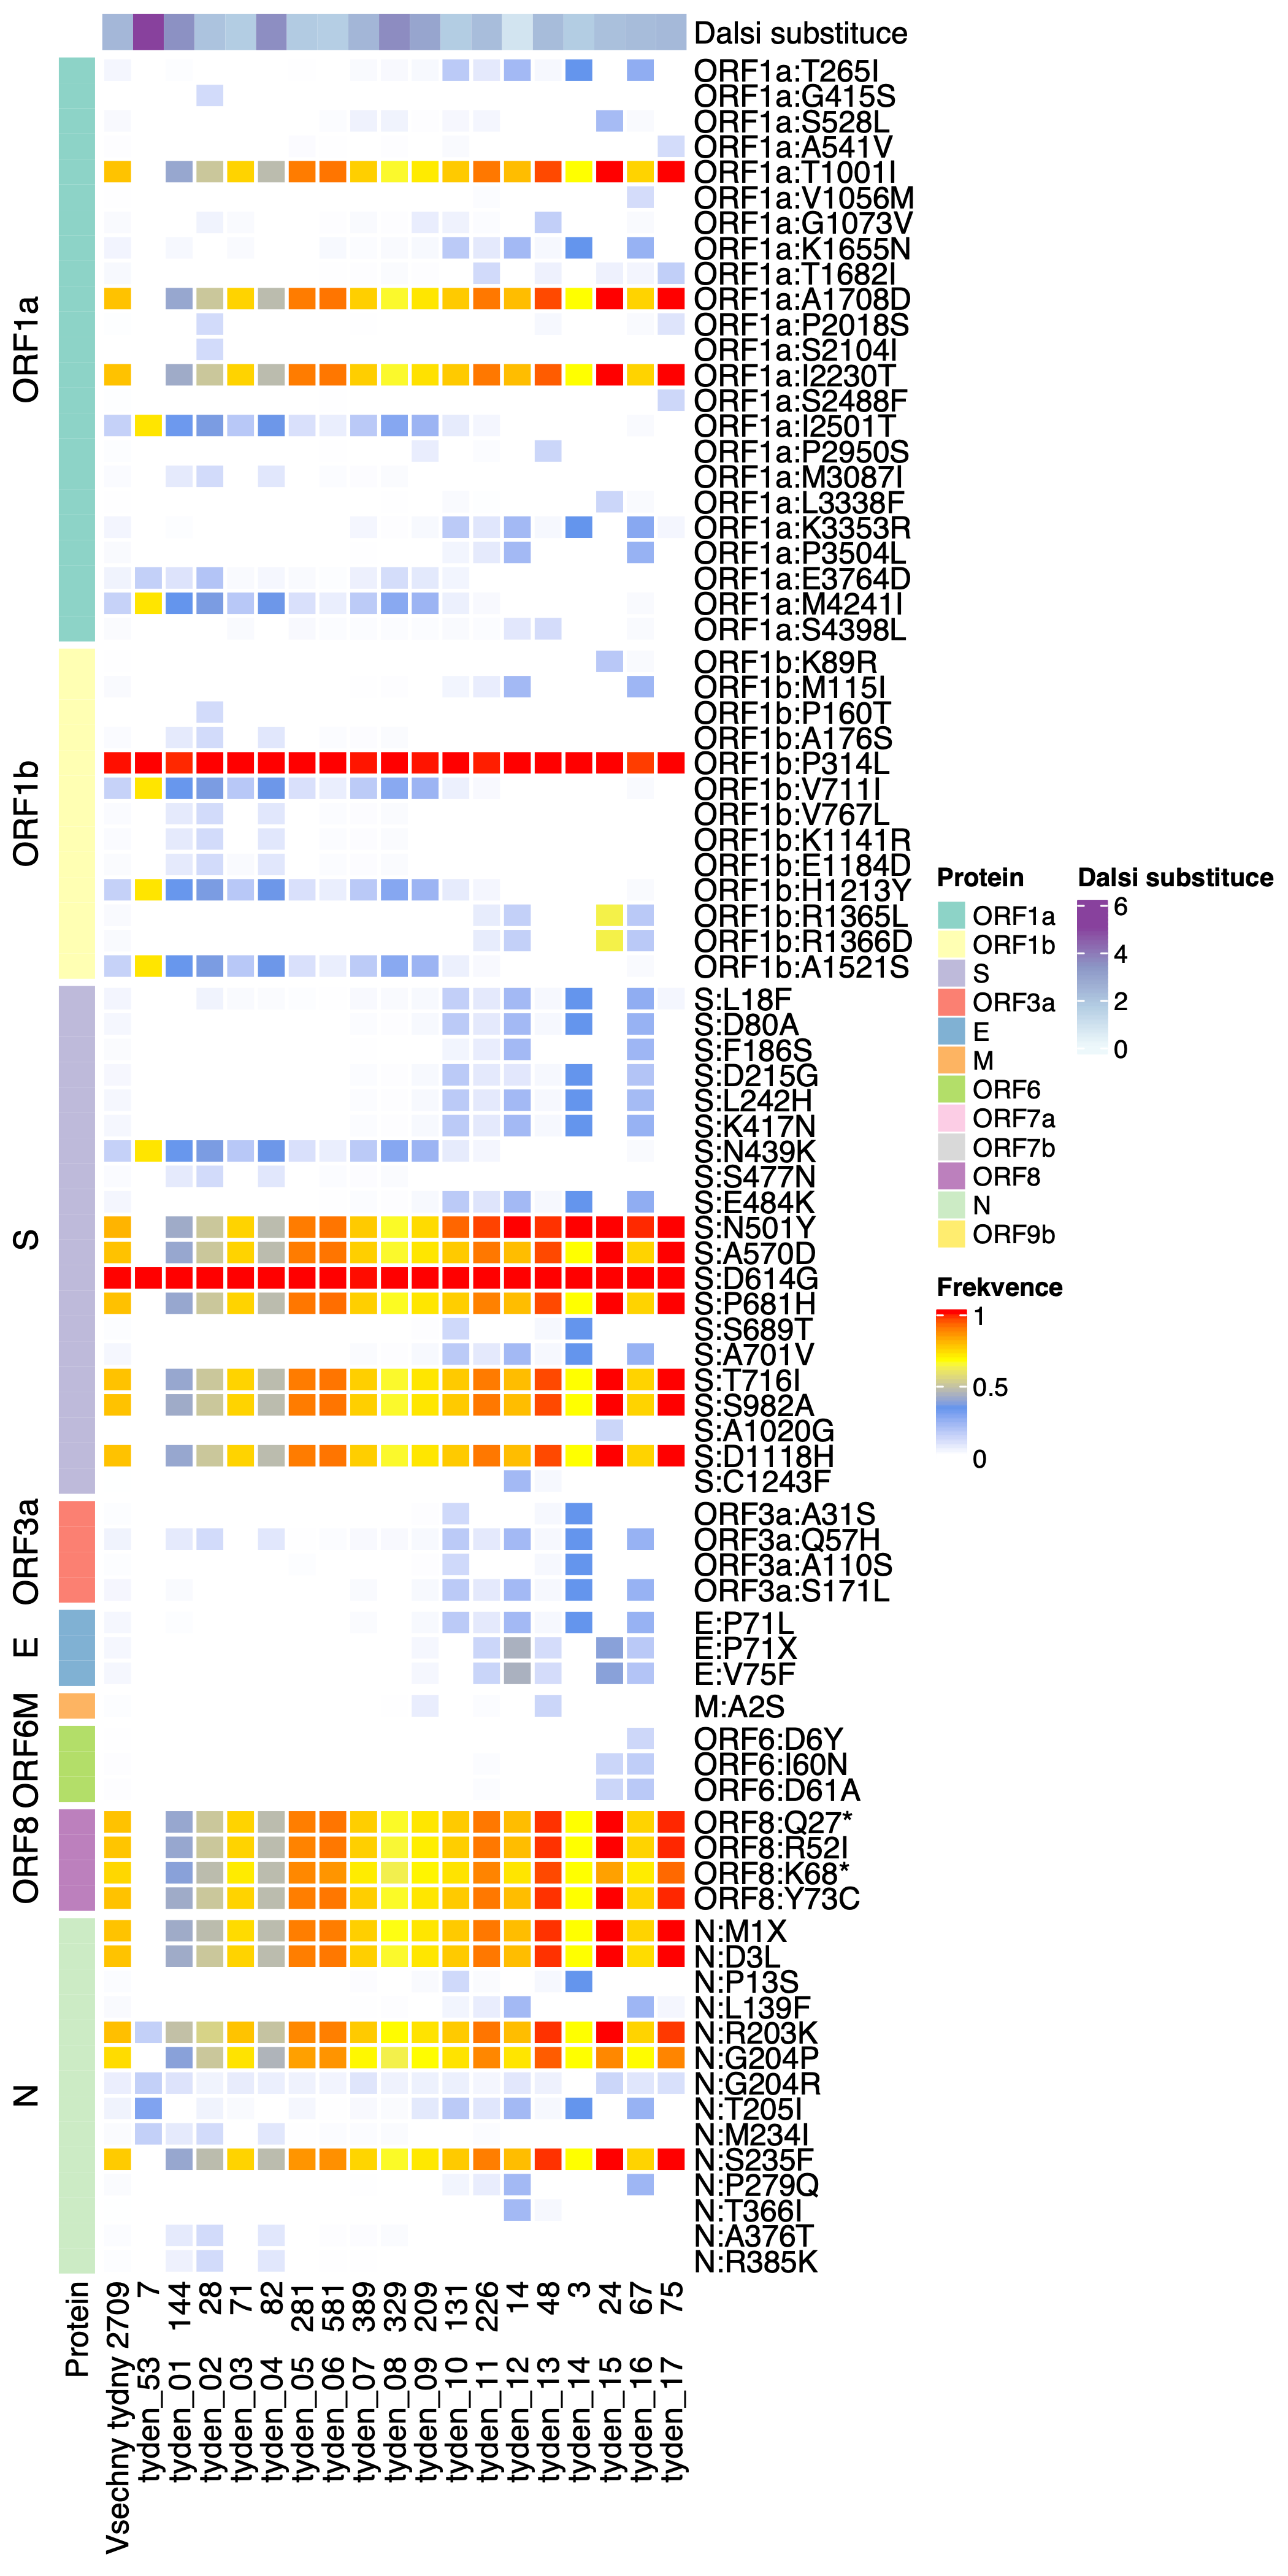 Dalsi substituce
ORF1a
ORF1a:T265I
ORF1a:G415S
ORF1a:S528L
ORF1a:A541V
ORF1a:T1001I
ORF1a:V1056M
ORF1a:G1073V
ORF1a:K1655N
ORF1a:T1682I
ORF1a:A1708D
ORF1a:P2018S
ORF1a:S2104I
ORF1a:I2230T
ORF1a:S2488F
ORF1a:I2501T
ORF1a:P2950S
ORF1a:M3087I
ORF1a:L3338F
ORF1a:K3353R
ORF1a:P3504L
ORF1a:E3764D
ORF1a:M4241I
ORF1a:S4398L
ORF1b
ORF1b:K89R
ORF1b:M115I
ORF1b:P160T
ORF1b:A176S
ORF1b:P314L
ORF1b:V711I
ORF1b:V767L
ORF1b:K1141R
ORF1b:E1184D
ORF1b:H1213Y
ORF1b:R1365L
ORF1b:R1366D
ORF1b:A1521S
S
S:L18F
S:D80A
S:F186S
S:D215G
S:L242H
S:K417N
S:N439K
S:S477N
S:E484K
S:N501Y
S:A570D
S:D614G
S:P681H
S:S689T
S:A701V
S:T716I
S:S982A
S:A1020G
S:D1118H
S:C1243F
ORF3a
ORF3a:A31S
ORF3a:Q57H
ORF3a:A110S
ORF3a:S171L
E
E:P71L
E:P71X
E:V75F
M
M:A2S
ORF6
ORF6:D6Y
ORF6:I60N
ORF6:D61A
ORF8
ORF8:Q27*
ORF8:R52I
ORF8:K68*
ORF8:Y73C
N
N:M1X
N:D3L
N:P13S
N:L139F
N:R203K
N:G204P
N:G204R
N:T205I
N:M234I
N:S235F
N:P279Q
N:T366I
N:A376T
N:R385K
Protein
Vsechny tydny 2709
tyden_53 7
tyden_01 144
tyden_02 28
tyden_03 71
tyden_04 82
tyden_05 281
tyden_06 581
tyden_07 389
tyden_08 329
tyden_09 209
tyden_10 131
tyden_11 226
tyden_12 14
tyden_13 48
tyden_14 3
tyden_15 24
tyden_16 67
tyden_17 75
Protein
ORF1a
ORF1b
S
ORF3a
E
M
ORF6
ORF7a
ORF7b
ORF8
N
ORF9b
Dalsi substituce
6
4
2
0
Frekvence
1
0.5
0